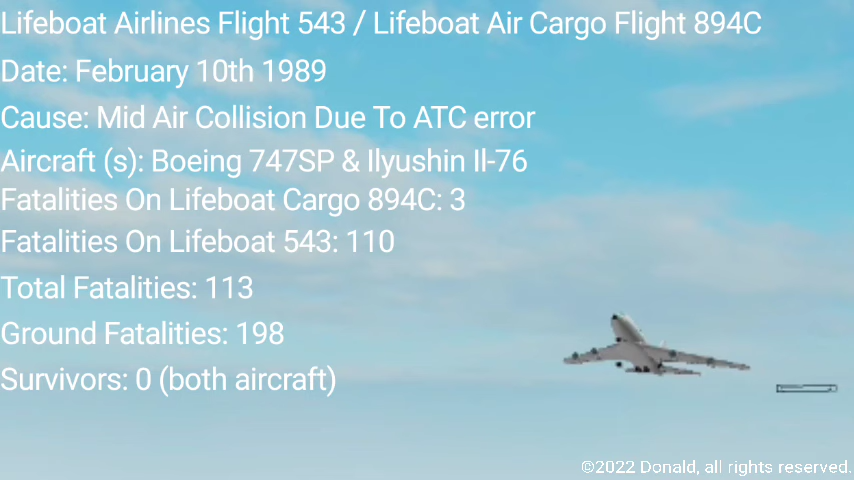 Lifeboat Airlines Flight 543 / Lifeboat Air Cargo Flight 894C
Date: February 10th 1989
Cause: Mid Air Collision Due To ATC error
Aircraft (s): Boeing 747SP & Ilyushin Il-76
Fatalities On Lifeboat Cargo 894C: 3
Fatalities On Lifeboat 543: 110
Total Fatalities: 113
Ground Fatalities: 198
Survivors: 0 (both aircraft)
©2022 Donald, all rights reserved.